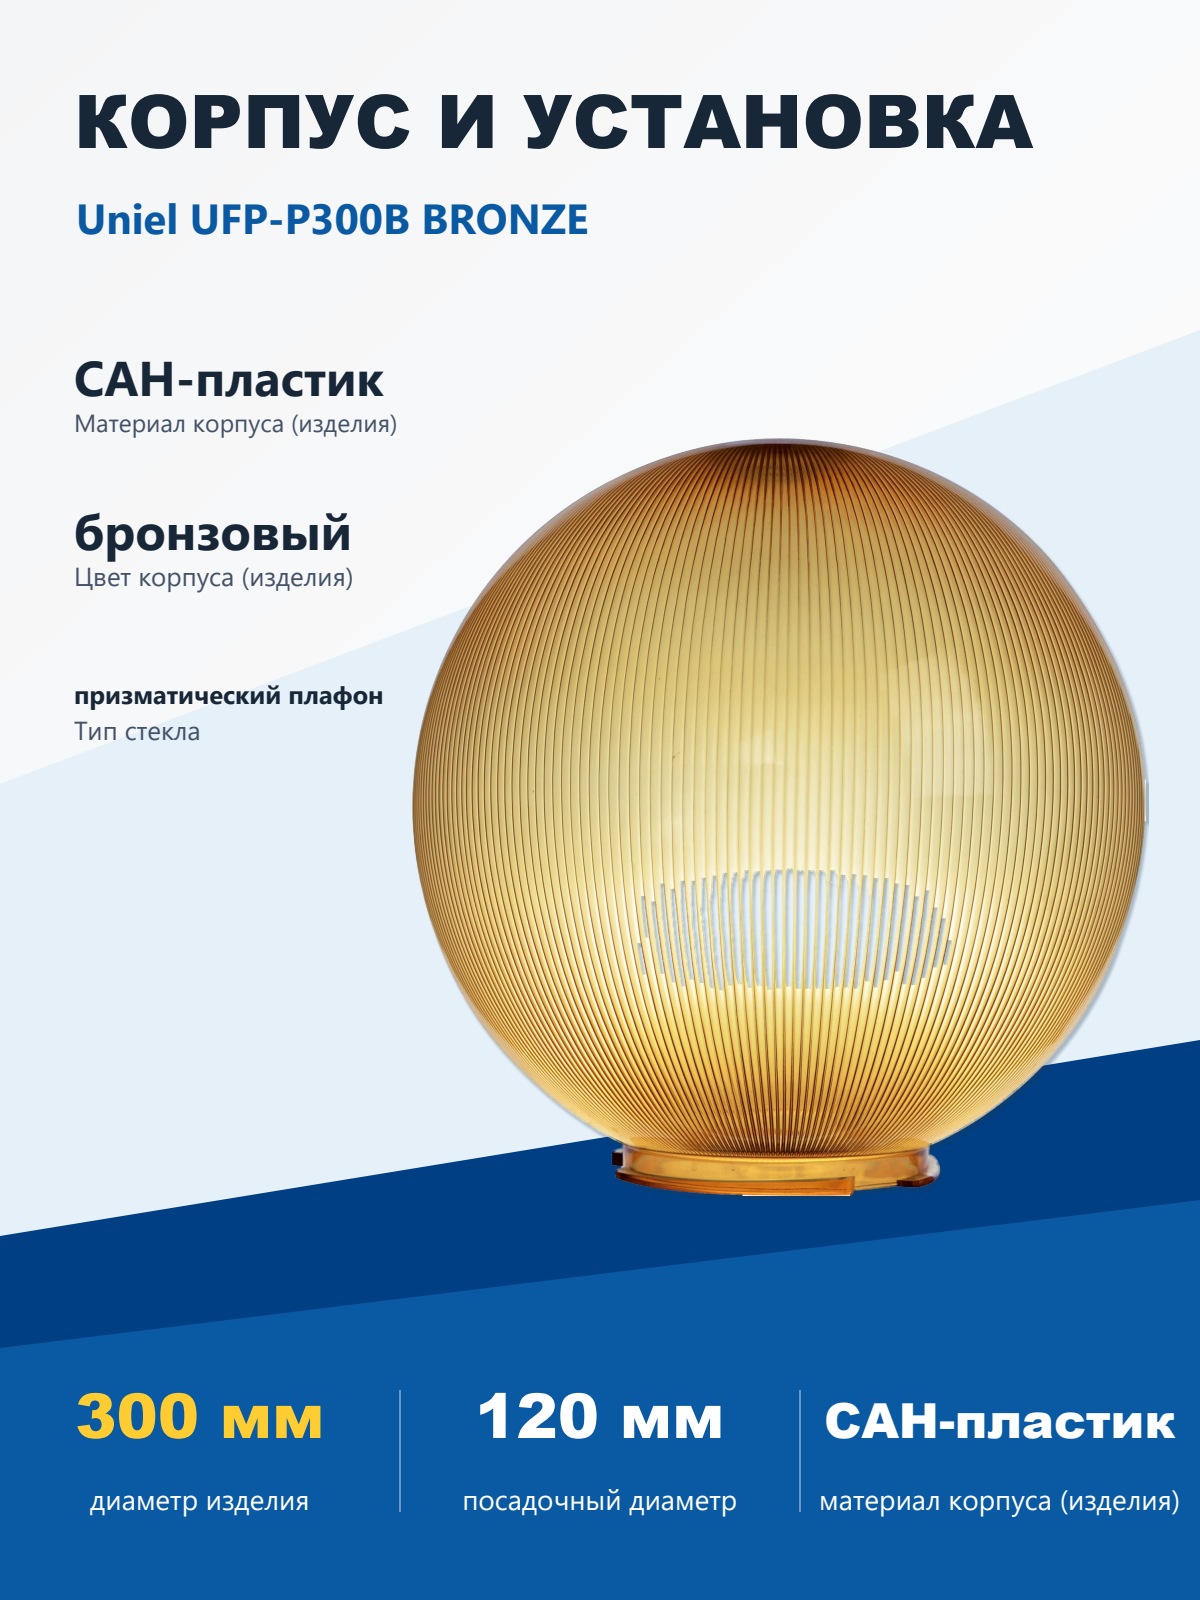 КОРПУС И УСТАНОВКА
Uniel UFP-P300B BRONZE
САН-пластик
Материал корпуса (изделия)
бронзовый
Цвет корпуса (изделия)
призматический плафон
Тип стекла
300 мм
диаметр изделия
120 мм
посадочный диаметр
САН-пластик
материал корпуса (изделия)